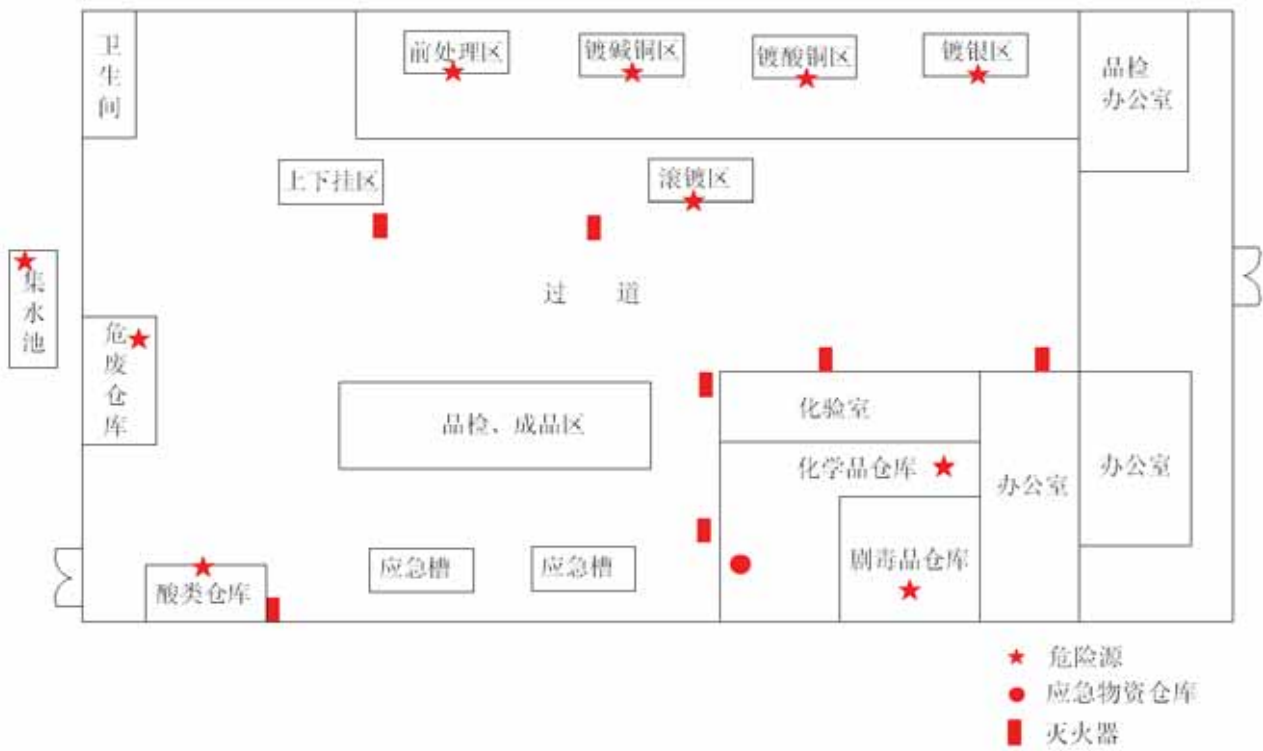 卫生间
前处理区
镀碱铜区
镀酸铜区
镀银区
品检
办公室
上下挂区
滚镀区
集水池
过 道
危废仓库
品检、成品区
化验室
化学品仓库
办公室
办公室
剧毒品仓库
应急槽
应急槽
酸类仓库
危险源
应急物资仓库
灭火器